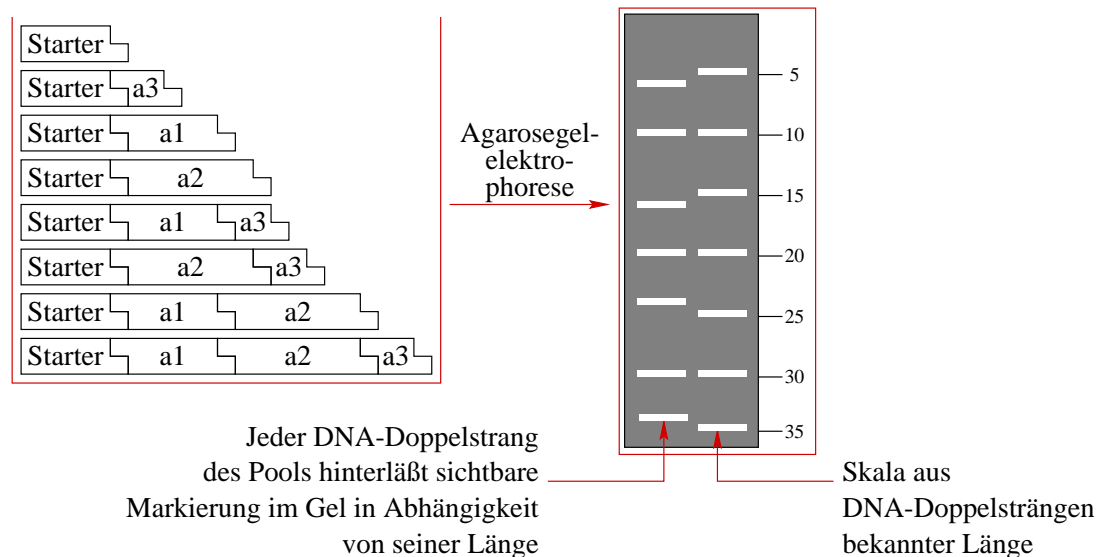 Starter
Starter a3
Starter a1
Starter a2
Starter a1 a3
Starter a2 a3
Starter a1 a2
Starter a1 a2 a3
Agarosegel-
elektro-
phorese
5
10
15
20
25
30
35
Jeder DNA-Doppelstrang
des Pools hinterläßt sichtbare
Markierung im Gel in Abhängigkeit
von seiner Länge
Skala aus
DNA-Doppelsträngen
bekannter Länge